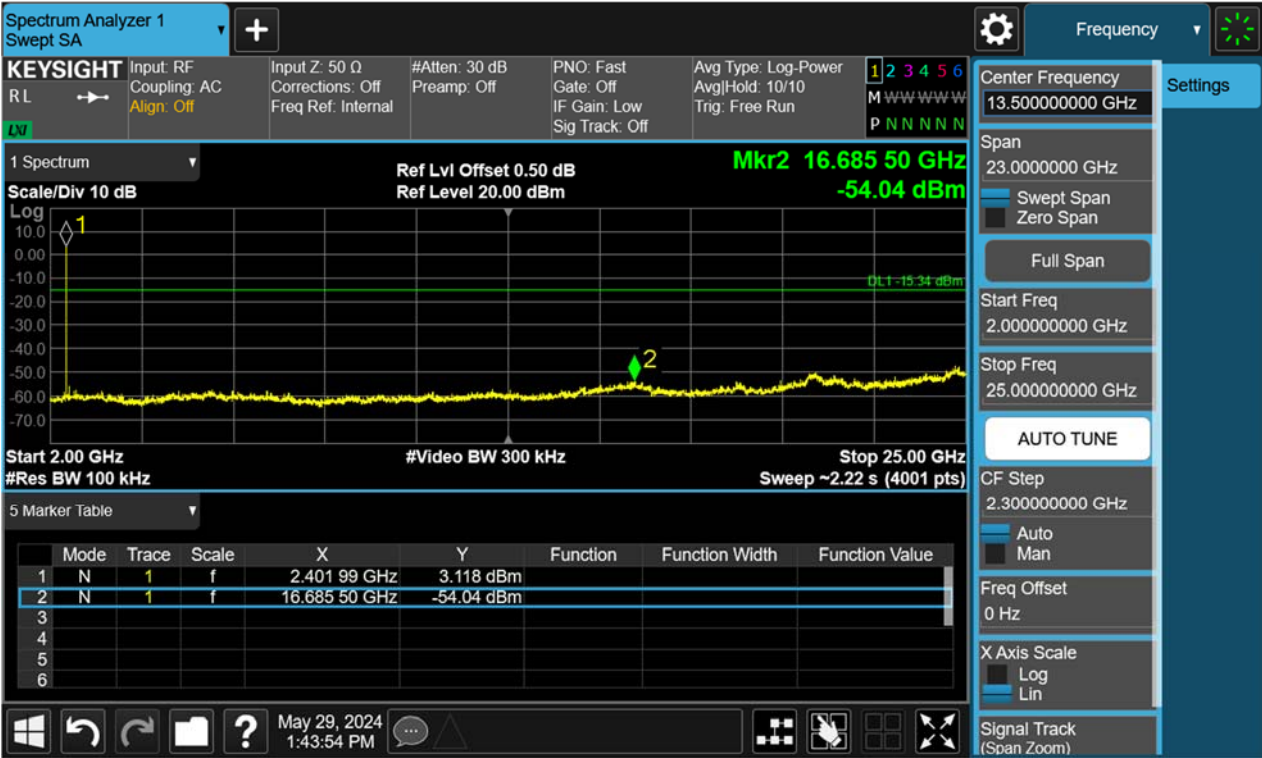 Spectrum Analyzer 1
Swept SA
Frequency
KEYSIGHT
R L
LXI
Input: RF
Coupling: AC
Align: Off
Input Z: 50 Ω
Corrections: Off
Freq Ref: Internal
#Atten: 30 dB
Preamp: Off
PNO: Fast
Gate: Off
IF Gain: Low
Sig Track: Off
Avg Type: Log-Power
Avg|Hold: 10/10
Trig: Free Run
1 2 3 4 5 6
M W W W W W
P N N N N N
1 Spectrum
Scale/Div 10 dB
Ref Lvl Offset 0.50 dB
Ref Level 20.00 dBm
Mkr2 16.685 50 GHz
-54.04 dBm
Log
10.0
0.00
-10.0
-20.0
-30.0
-40.0
-50.0
-60.0
-70.0
1
2
DL1 -15.34 dBm
Start 2.00 GHz
#Res BW 100 kHz
#Video BW 300 kHz
Stop 25.00 GHz
Sweep ~2.22 s (4001 pts)
5 Marker Table
Mode Trace Scale X Y Function Function Width Function Value
1 N 1 f 2.401 99 GHz 3.118 dBm
2 N 1 f 16.685 50 GHz -54.04 dBm
3
4
5
6
May 29, 2024
1:43:54 PM
?
Center Frequency
13.500000000 GHz
Settings
Span
23.0000000 GHz
Swept Span
Zero Span
Full Span
Start Freq
2.000000000 GHz
Stop Freq
25.000000000 GHz
AUTO TUNE
CF Step
2.300000000 GHz
Auto
Man
Freq Offset
0 Hz
X Axis Scale
Log
Lin
Signal Track
(Span Zoom)